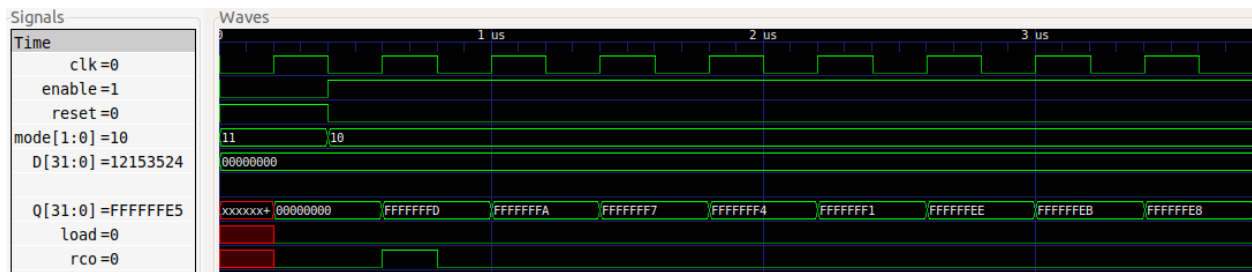 Signals
Waves
Time
0 1 us 2 us 3 us
clk=0
enable=1
reset=0
mode[1:0]=10 11 10
D[31:0]=12153524 00000000
Q[31:0]=FFFFFFE5 xxxxxx+ 00000000 FFFFFFFD FFFFFFFA FFFFFFF7 FFFFFFF4 FFFFFFF1 FFFFFFEE FFFFFFEB FFFFFFE8
load=0
rco=0